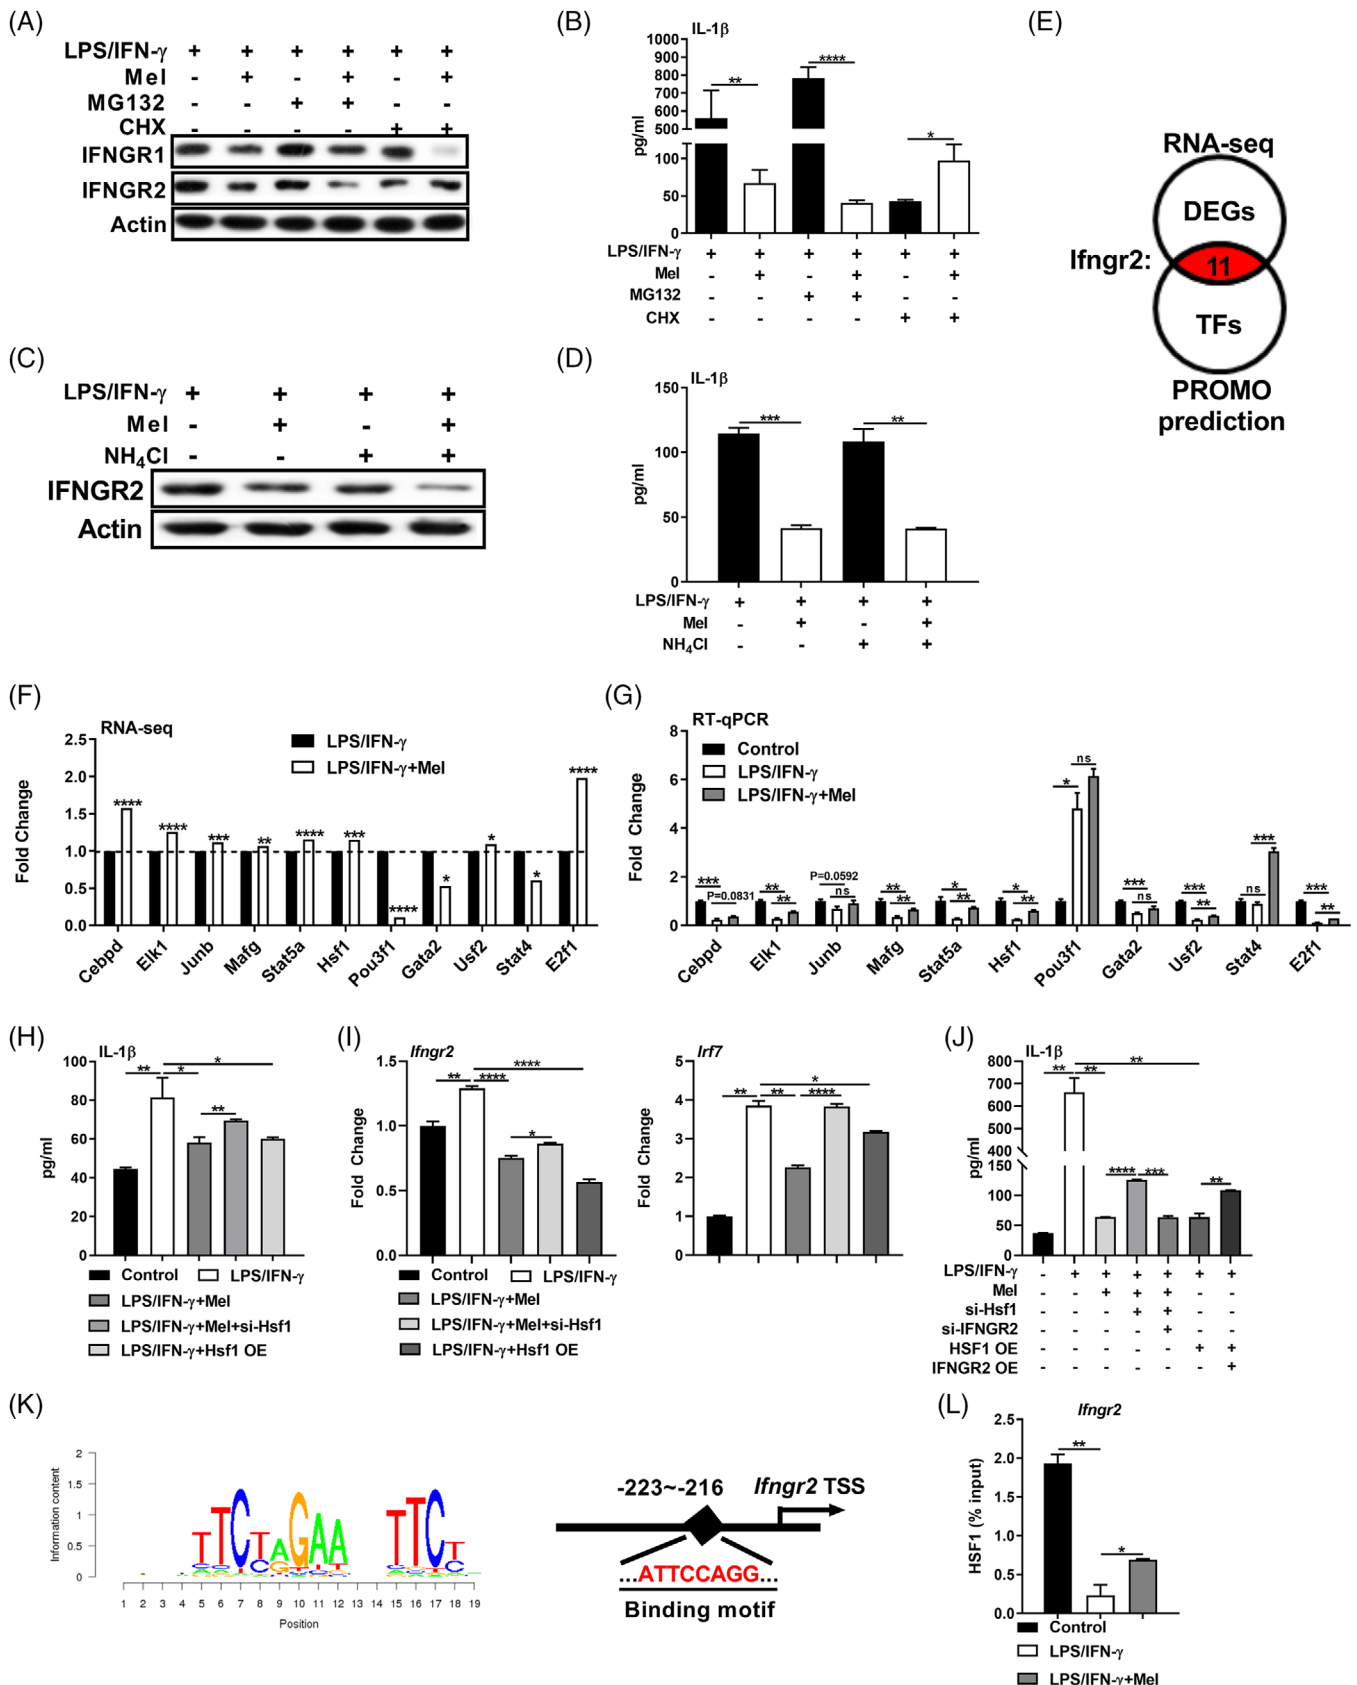 (A)
LPS/IFN-γ + + + + + +
Mel - + - + - +
MG132 - - + + - -
CHX - - - - + +
IFNGR1
IFNGR2
Actin
(B)
IL-1β
1000
900
800
700
600
500
100
50
0
pg/ml
** **** *
LPS/IFN-γ + + + + + +
Mel - + - + - +
MG132 - - + + - -
CHX - - - - + +
(E)
RNA-seq
DEGs
Ifngr2: 11
TFs
PROMO
prediction
(C)
LPS/IFN-γ + + + +
Mel - + - +
NH4Cl - - + +
IFNGR2
Actin
(D)
IL-1β
150
100
50
0
pg/ml
*** **
LPS/IFN-γ + + + +
Mel - + - +
NH4Cl - - + +
(F)
RNA-seq
LPS/IFN-γ
LPS/IFN-γ+Mel
2.5
2.0
1.5
1.0
0.5
0.0
Fold Change
**** **** *** ** **** *** **** * * * ****
Cebpd Elk1 Junb Mafg Stat5a Hsf1 Pou3f1 Gata2 Usf2 Stat4 E2f1
(G)
RT-qPCR
Control
LPS/IFN-γ
LPS/IFN-γ+Mel
8
6
4
2
0
Fold Change
*** ** P=0.0592 ** * * * *** *** ns ***
P=0.0831 ** ns ** ** ** ns ns ** *** **
Cebpd Elk1 Junb Mafg Stat5a Hsf1 Pou3f1 Gata2 Usf2 Stat4 E2f1
(H)
IL-1β
100
80
60
40
20
0
pg/ml
*
** *
**
Control LPS/IFN-γ
LPS/IFN-γ+Mel
LPS/IFN-γ+Mel+si-Hsf1
LPS/IFN-γ+Hsf1 OE
(I)
Ifngr2
1.5
1.0
0.5
0.0
Fold Change
****
** ****
*
Control LPS/IFN-γ
LPS/IFN-γ+Mel
LPS/IFN-γ+Mel+si-Hsf1
LPS/IFN-γ+Hsf1 OE
Irf7
5
4
3
2
1
0
Fold Change
*
** ** ****
(J)
IL-1β
800
700
600
500
400
150
100
50
0
pg/ml
**
** **
**** *** **
LPS/IFN-γ - + + + + + +
Mel - - + + + - -
si-Hsf1 - - - + + - -
si-IFNGR2 - - - - + - -
HSF1 OE - - - - - + +
IFNGR2 OE - - - - - - +
(K)
2
1.5
1
0.5
0
Information content
1 2 3 4 5 6 7 8 9 10 11 12 13 14 15 16 17 18 19
Position
TTCTAGAA TTCT
-223~-216 Ifngr2 TSS
...ATTCCAGG...
Binding motif
(L)
Ifngr2
2.5
2.0
1.5
1.0
0.5
0.0
HSF1 (% input)
**
*
Control
LPS/IFN-γ
LPS/IFN-γ+Mel